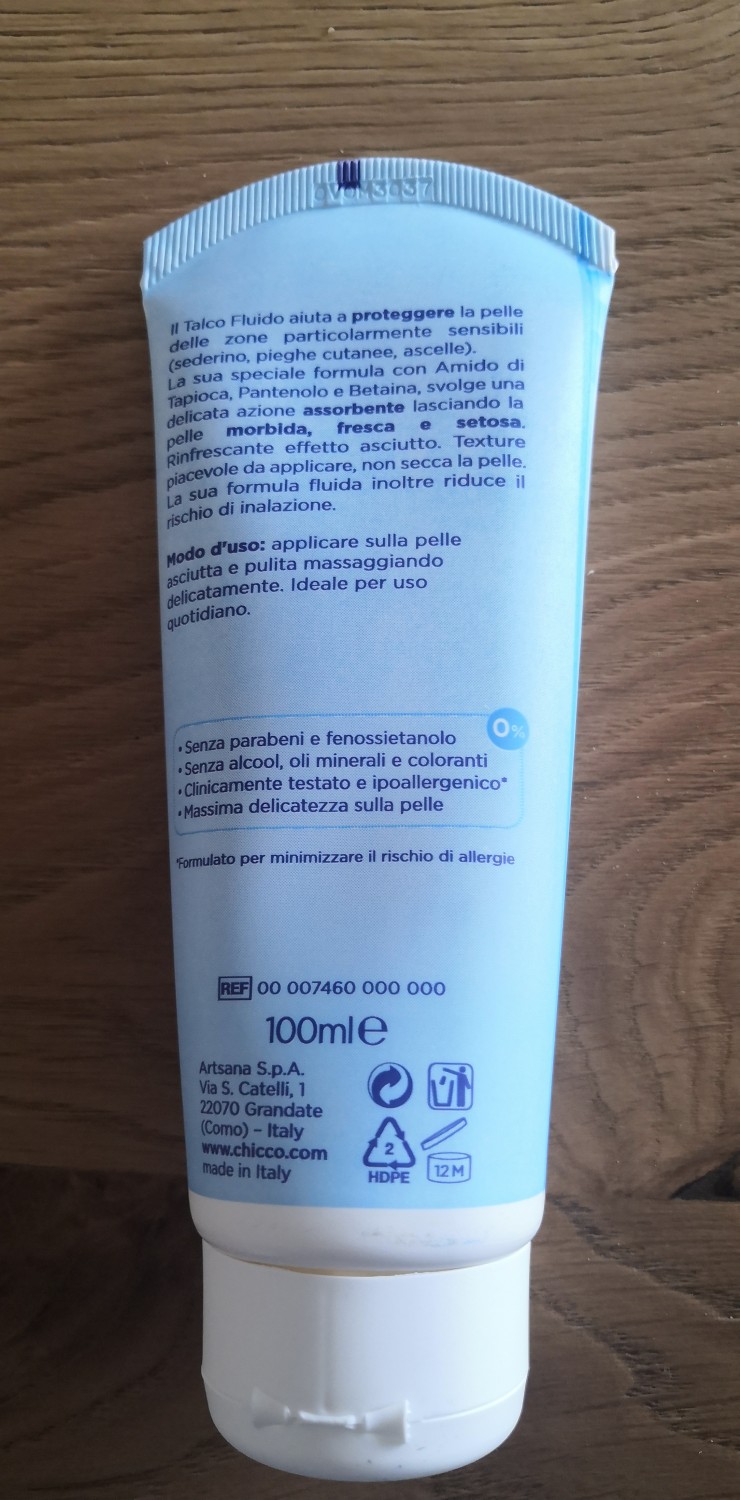 Il Talco Fluido aiuta a proteggere la pelle
delle zone particolarmente sensibili
(sederino, pieghe cutanee, ascelle).
La sua speciale formula con Amido di
Tapioca, Pantenolo e Betaina, svolge una
delicata azione assorbente lasciando la
pelle morbida, fresca e setosa.
Rinfrescante effetto asciutto. Texture
piacevole da applicare, non secca la pelle.
La sua formula fluida inoltre riduce il
rischio di inalazione.
Modo d'uso: applicare sulla pelle
asciutta e pulita massaggiando
delicatamente. Ideale per uso
quotidiano.
0%
• Senza parabeni e fenossietanolo
• Senza alcool, oli minerali e coloranti
• Clinicamente testato e ipoallergenico*
• Massima delicatezza sulla pelle
*Formulato per minimizzare il rischio di allergie
REF 00 007460 000 000
100ml e
Artsana S.p.A.
Via S. Catelli, 1
22070 Grandate
(Como) – Italy
www.chicco.com
made in Italy
2
HDPE
12 M